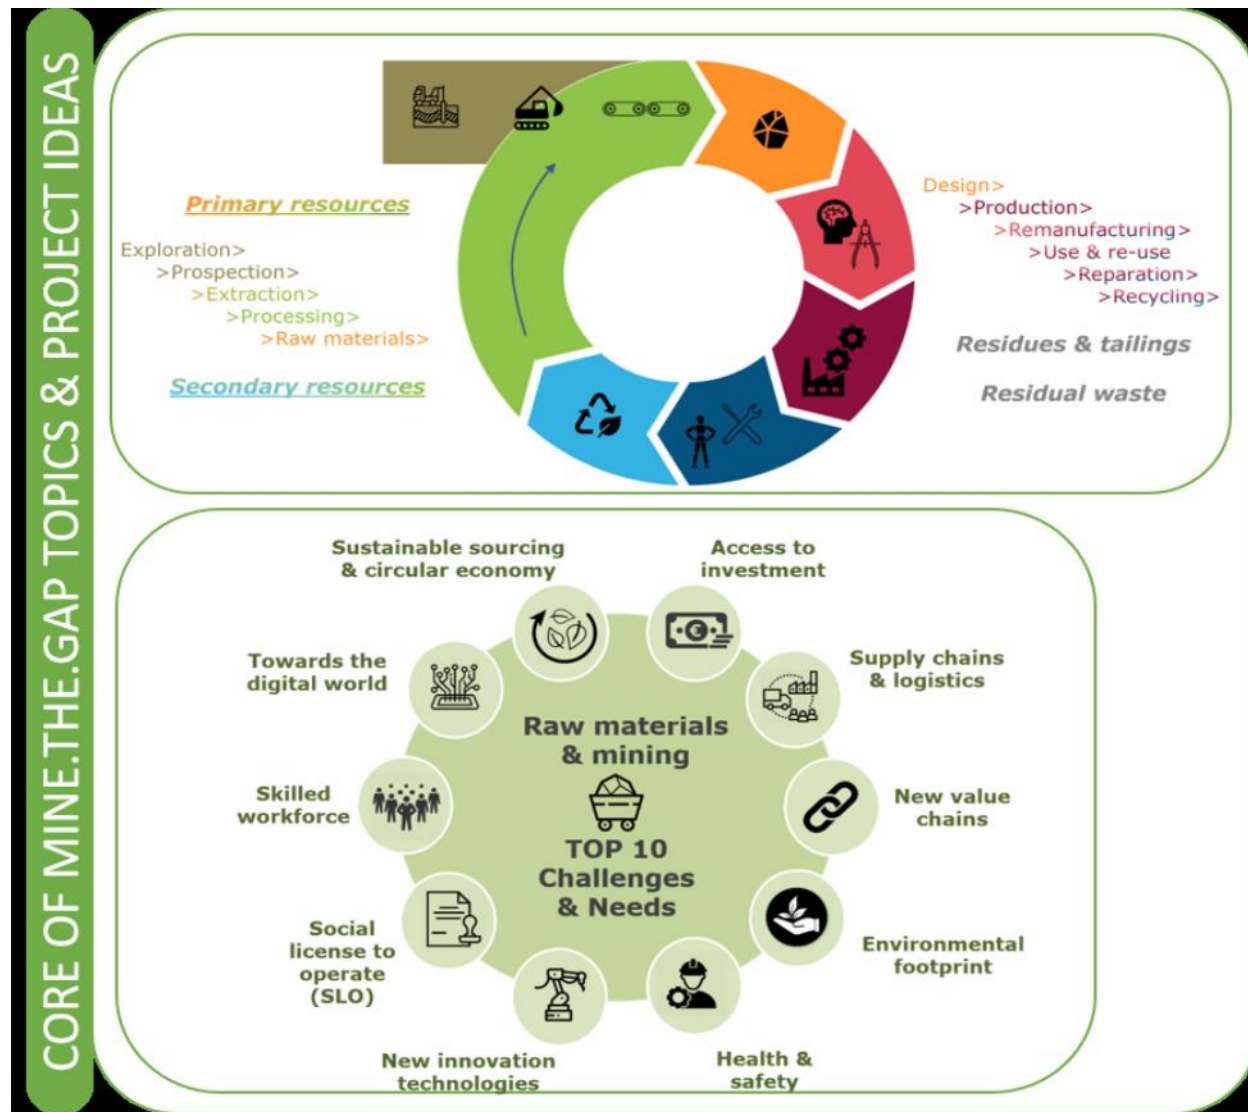 CORE OF MINE.THE.GAP TOPICS & PROJECT IDEAS
Primary resources
Exploration>
>Prospection>
>Extraction>
>Processing>
>Raw materials>
Secondary resources
Design>
>Production>
>Remanufacturing>
>Use & re-use
>Reparation>
>Recycling>
Residues & tailings
Residual waste
Sustainable sourcing
& circular economy
Access to
investment
Towards the
digital world
Supply chains
& logistics
Skilled
workforce
New value
chains
Social
license to
operate
(SLO)
Environmental
footprint
New innovation
technologies
Health &
safety
Raw materials
& mining
TOP 10
Challenges
& Needs